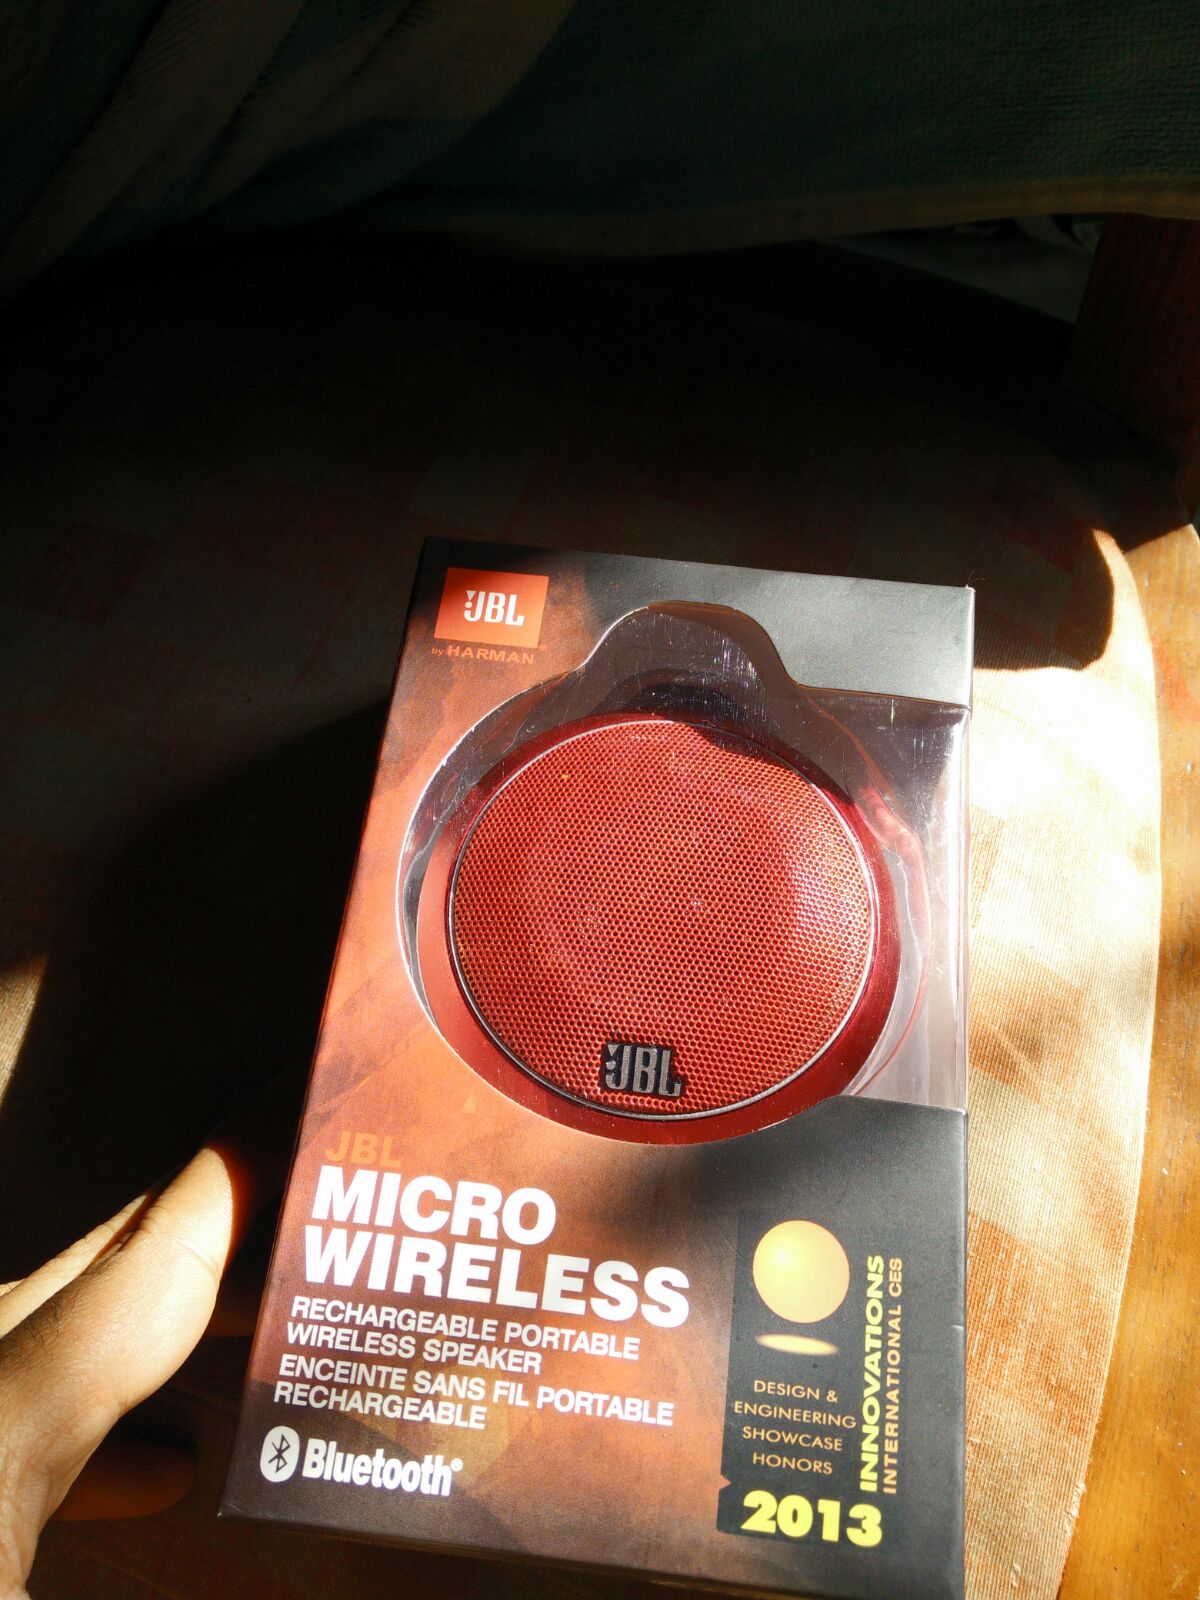 JBL
by HARMAN
JBL
JBL
MICRO
WIRELESS
RECHARGEABLE PORTABLE
WIRELESS SPEAKER
ENCEINTE SANS FIL PORTABLE
RECHARGEABLE
Bluetooth®
DESIGN &
ENGINEERING
SHOWCASE
HONORS
INNOVATIONS
INTERNATIONAL CES
2013